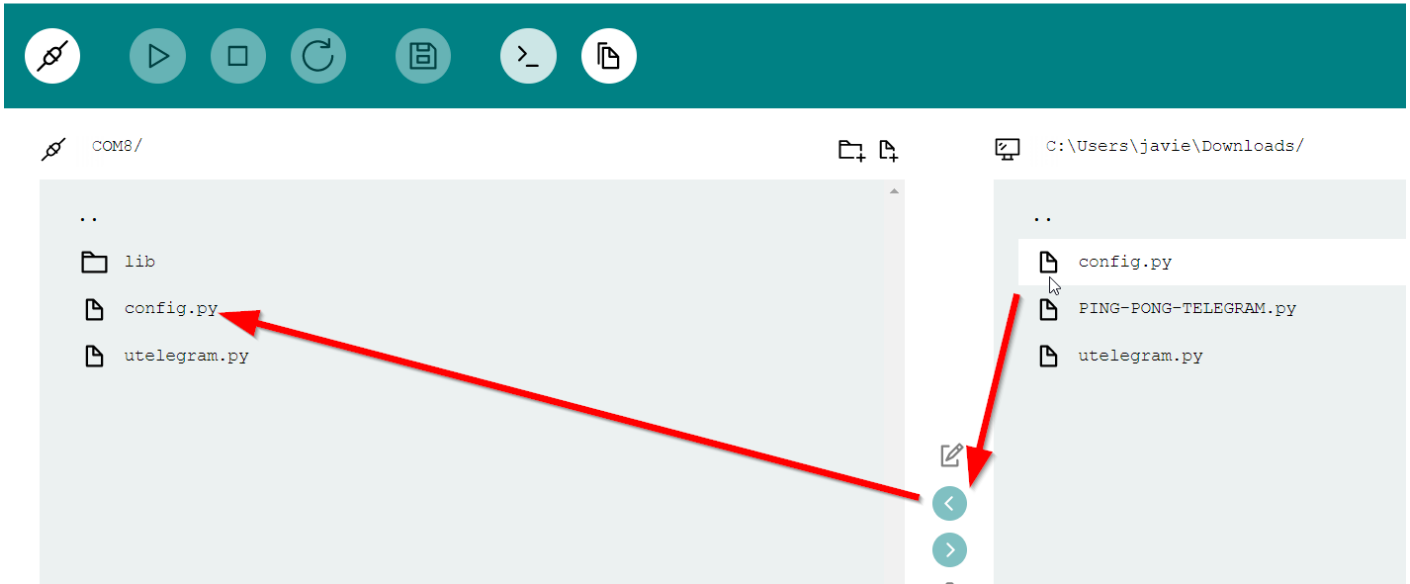 COM8/
..
lib
config.py
utelegram.py
C:\Users\javie\Downloads/
..
config.py
PING-PONG-TELEGRAM.py
utelegram.py